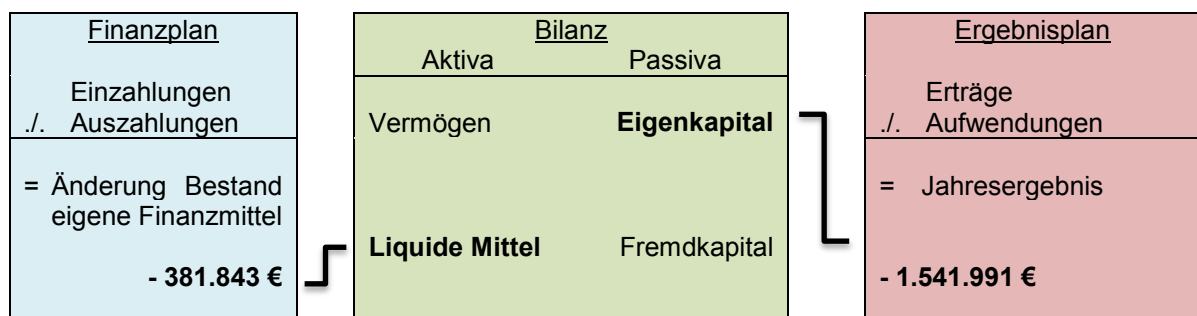 Finanzplan
Einzahlungen
./. Auszahlungen
= Änderung Bestand
eigene Finanzmittel
- 381.843 €
Bilanz
Aktiva Passiva
Vermögen Eigenkapital
Liquide Mittel Fremdkapital
Ergebnisplan
Erträge
./. Aufwendungen
= Jahresergebnis
- 1.541.991 €